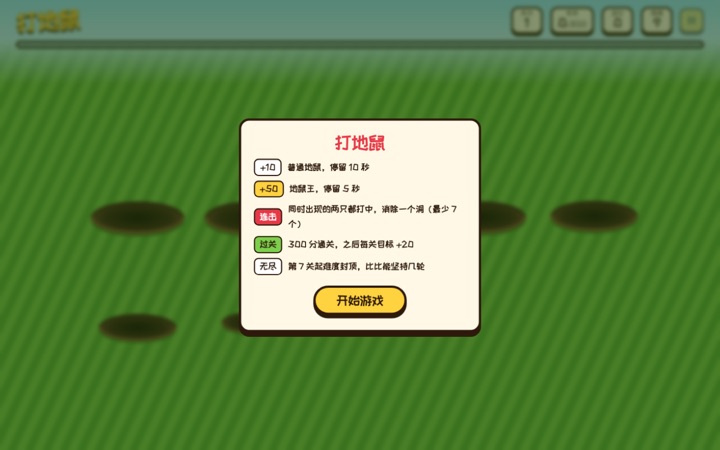 打地鼠
1
0
打地鼠
+10 普通地鼠，停留 10 秒
+50 地鼠王，停留 5 秒
连击 同时出现的两只都打中，消除一个洞（最少 7
个）
过关 300 分通关，之后每关目标 +20
无尽 第 7 关起难度封顶，比比能坚持几轮
开始游戏